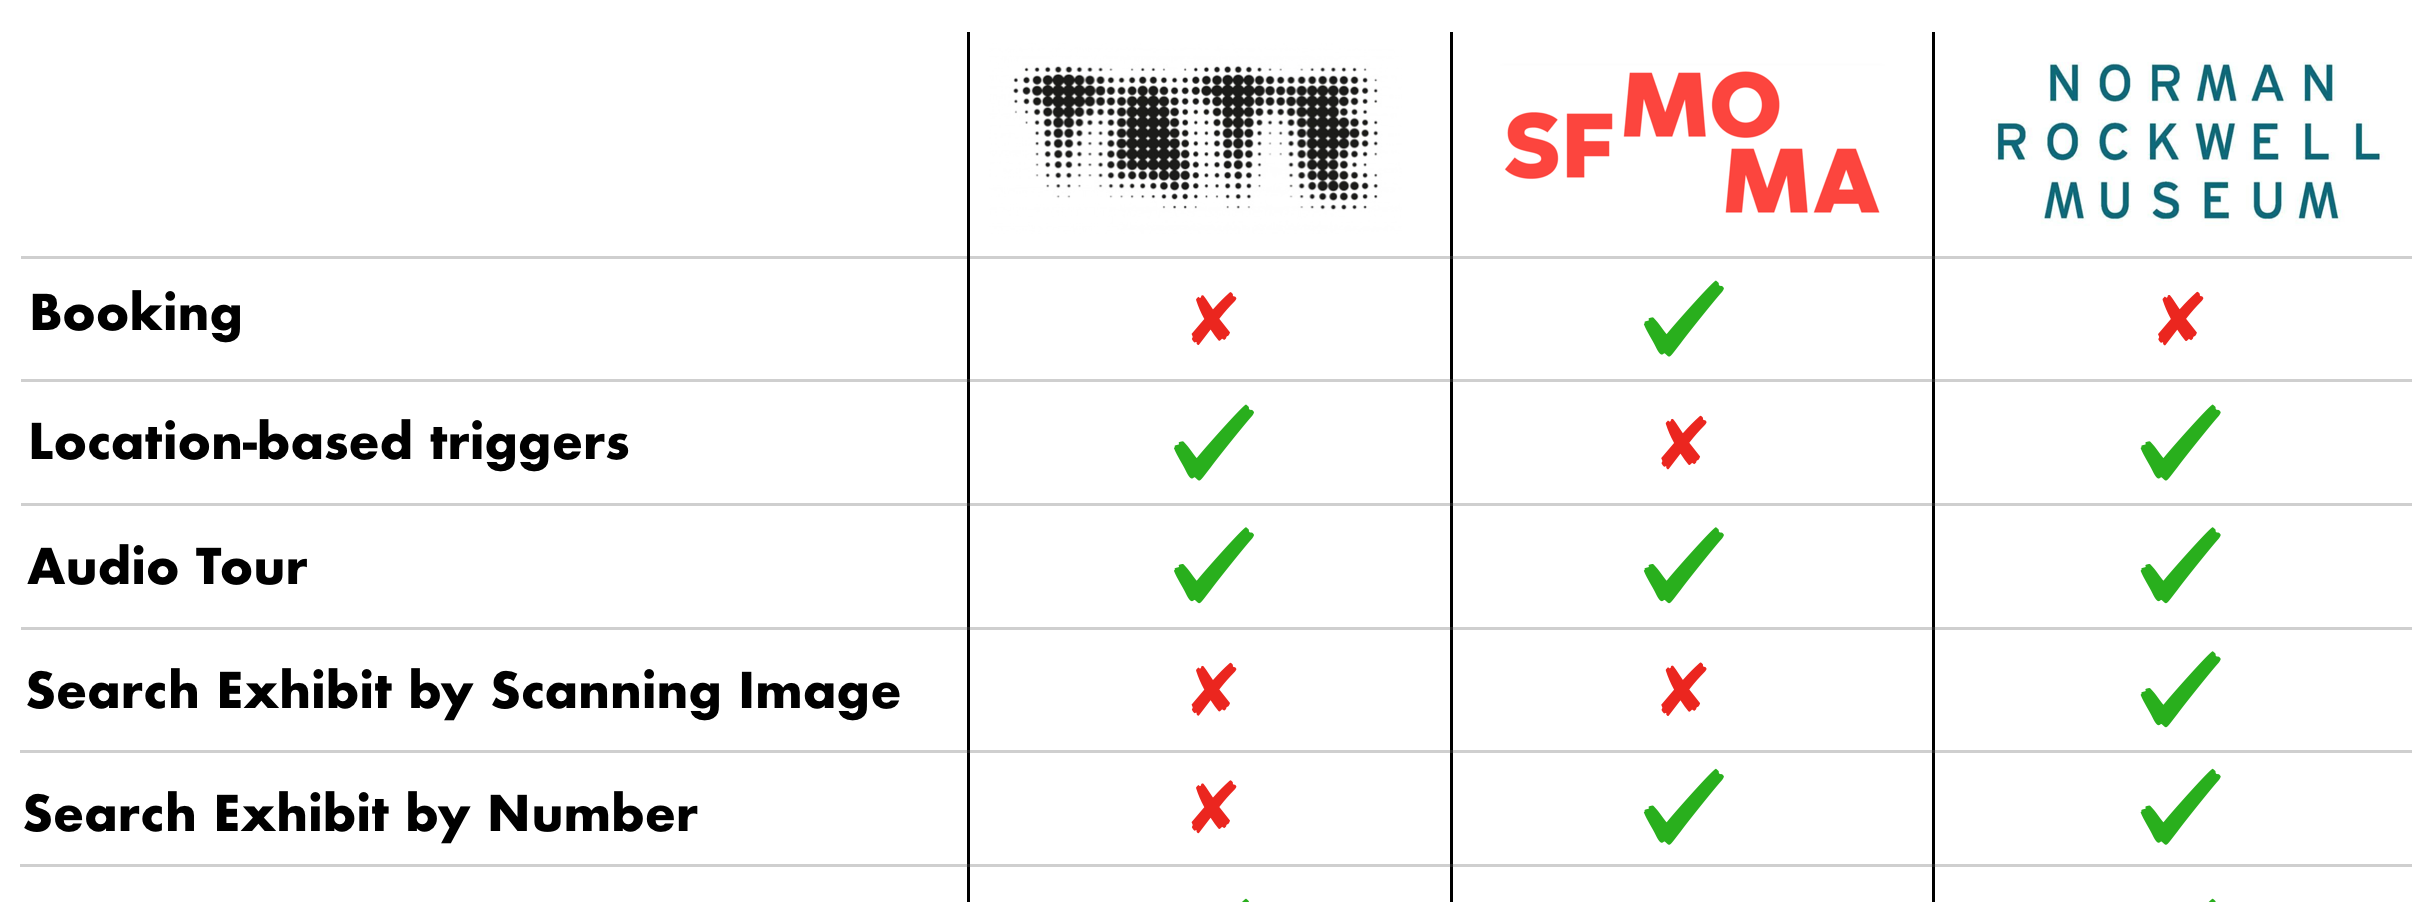 TATE
SFMOMA
NORMAN
ROCKWELL
MUSEUM
Booking
Location-based triggers
Audio Tour
Search Exhibit by Scanning Image
Search Exhibit by Number